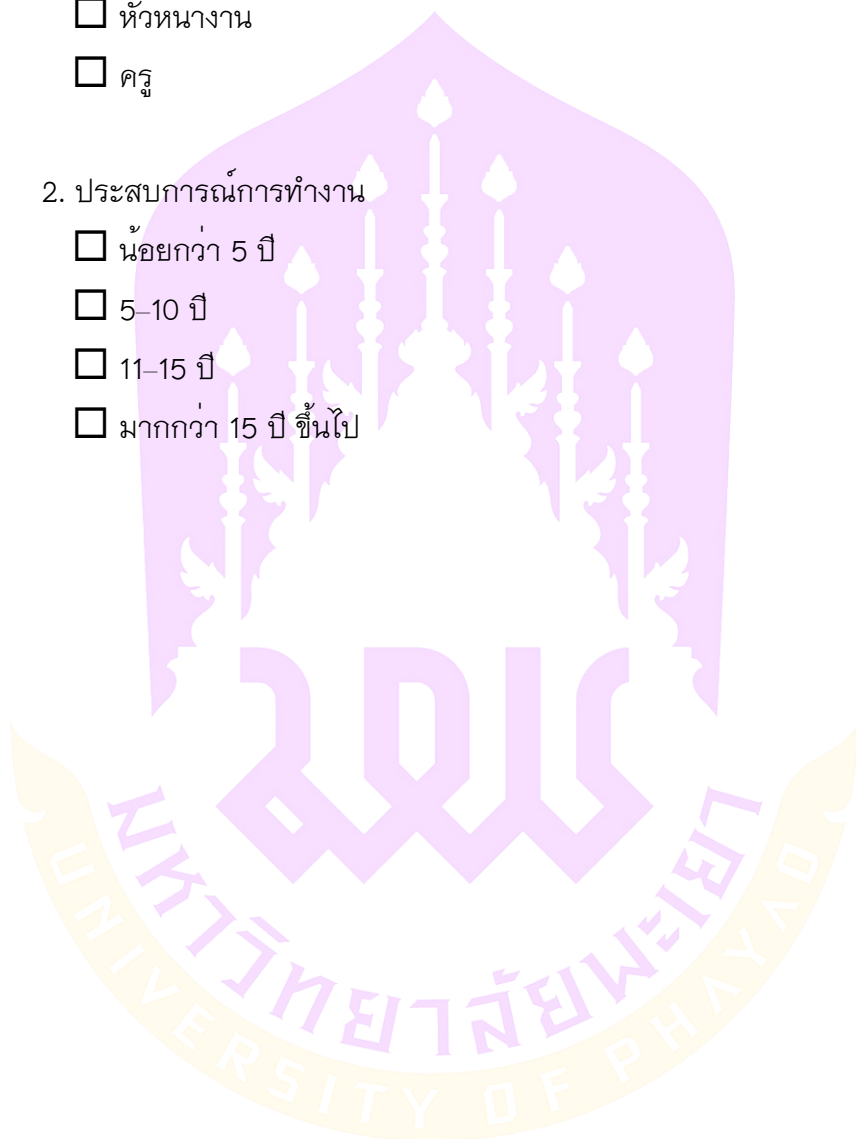 ☐ หัวหนางาน
☐ ครู
2. ประสบการณ์การทำงาน
☐ น้อยกว่า 5 ปี
☐ 5–10 ปี
☐ 11–15 ปี
☐ มากกว่า 15 ปี ขึ้นไป
มหาวิทยาลัยพะเยา
UNIVERSITY OF PHAYAO